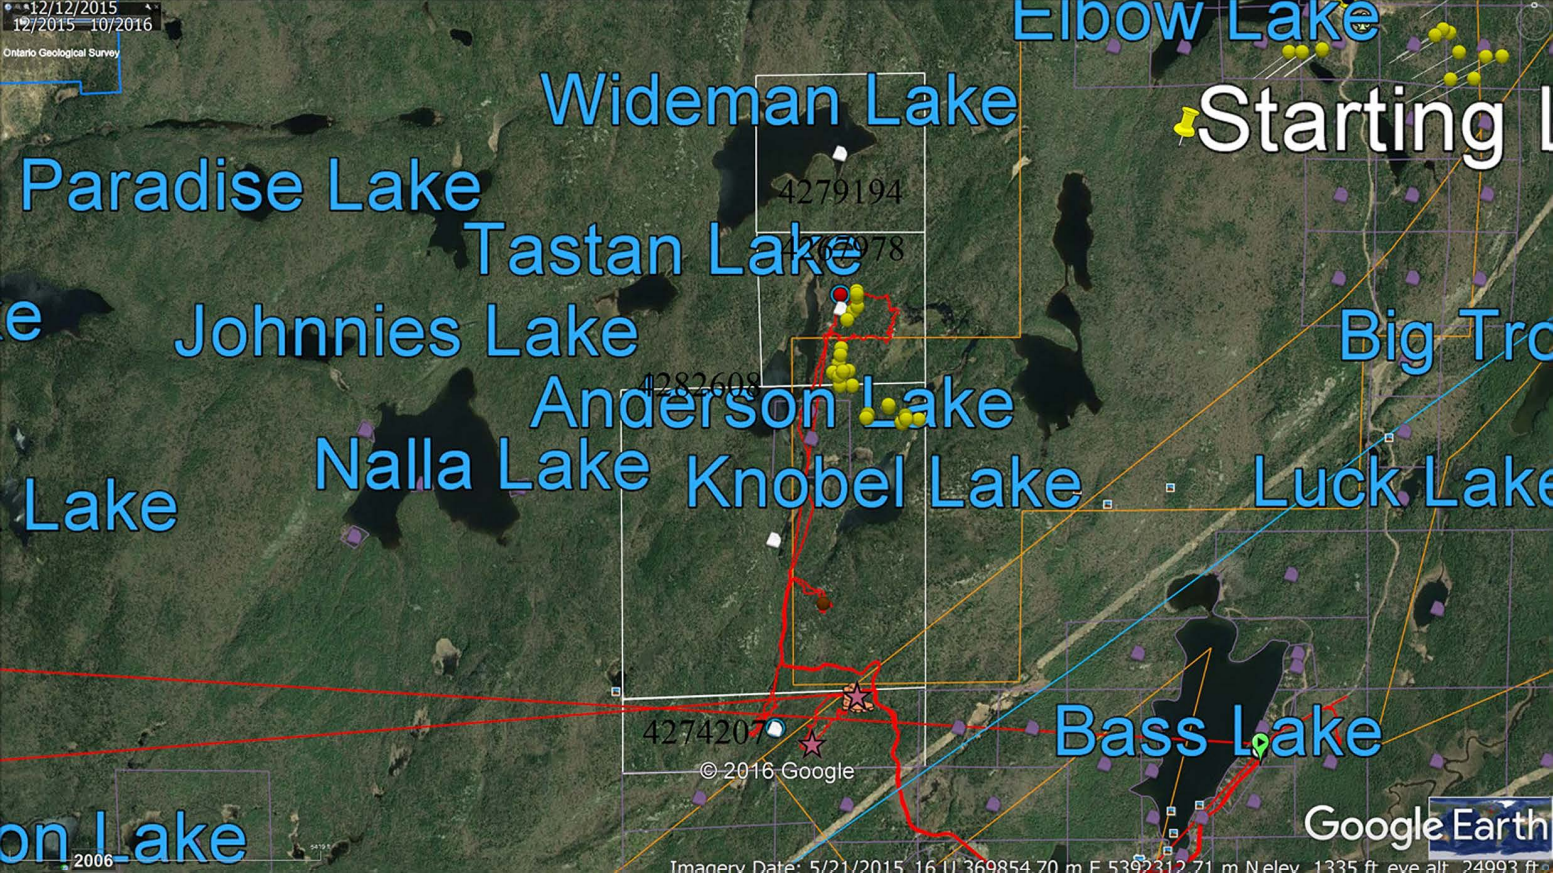 12/12/2015
12/2015 10/2016
Ontario Geological Survey
Elbow Lake
Wideman Lake
Starting L
4279194
Paradise Lake
Tastan Lake
4267978
e
Johnnies Lake
Big Tro
4282608
Anderson Lake
Nalla Lake
Knobel Lake
Luck Lake
Lake
4274207
Bass Lake
© 2016 Google
on Lake
Google Earth
2006
Imagery Date: 5/21/2015 16 U 369854.70 m E 5392312.71 m N elev 1335 ft eye alt 24993 ft